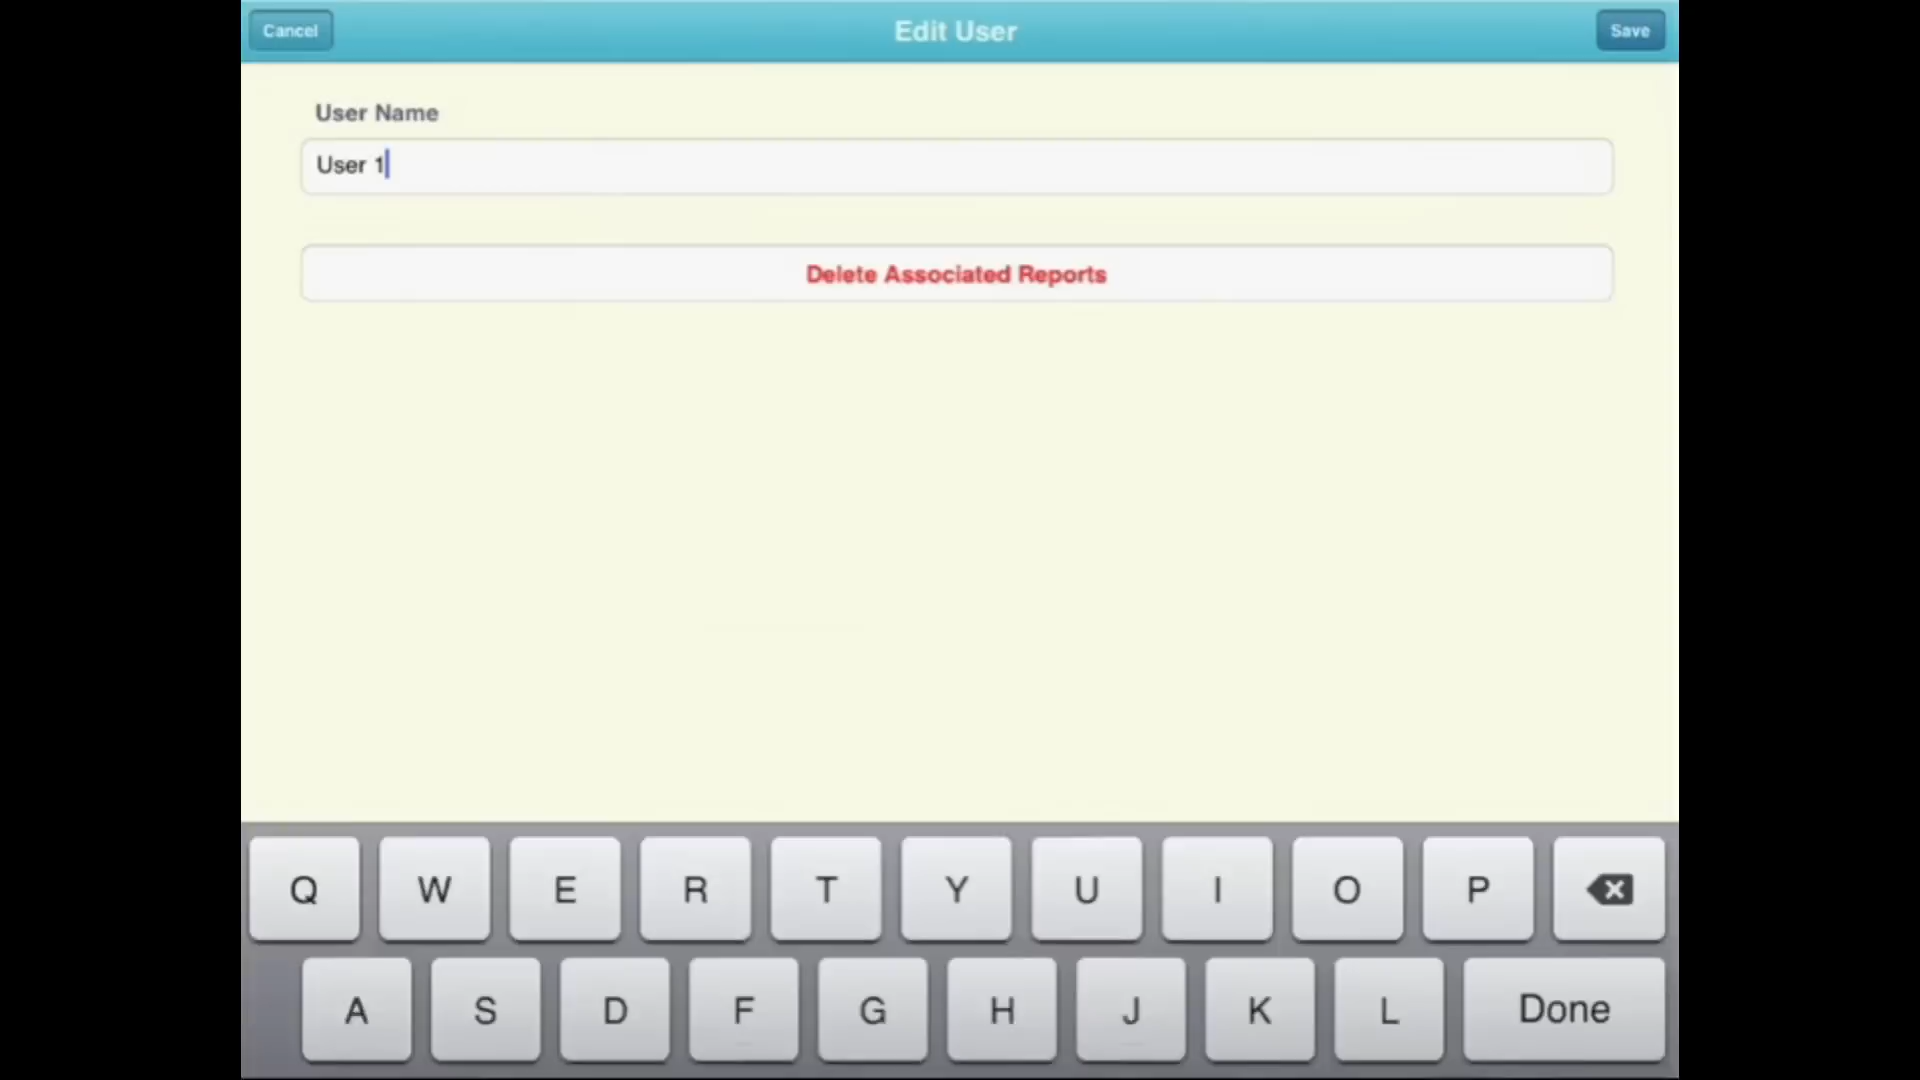 Cancel
Edit User
Save
User Name
User 1
Delete Associated Reports
Q W E R T Y U I O P
A S D F G H J K L Done